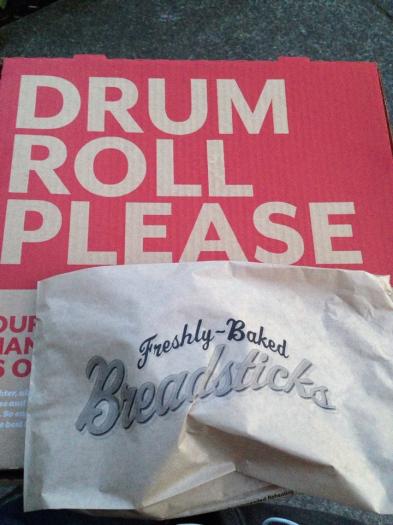 DRUM
ROLL
PLEASE
Freshly-Baked
Breadsticks